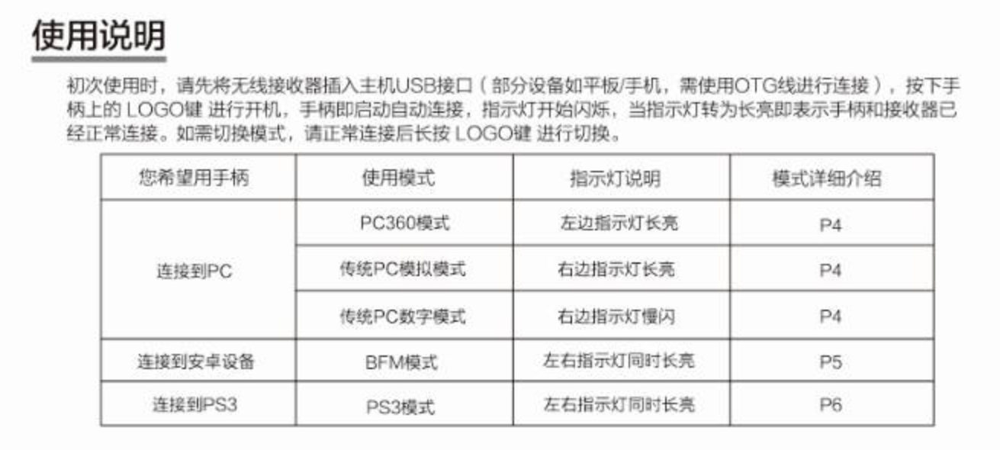 使用说明
初次使用时，请先将无线接收器插入主机USB接口（部分设备如平板/手机，需使用OTG线进行连接），按下手
柄上的 LOGO键 进行开机，手柄即启动自动连接，指示灯开始闪烁，当指示灯转为长亮即表示手柄和接收器已
经正常连接。如需切换模式，请正常连接后长按 LOGO键 进行切换。
您希望用手柄 使用模式 指示灯说明 模式详细介绍
PC360模式 左边指示灯长亮 P4
连接到PC 传统PC模拟模式 右边指示灯长亮 P4
传统PC数字模式 右边指示灯慢闪 P4
连接到安卓设备 BFM模式 左右指示灯同时长亮 P5
连接到PS3 PS3模式 左右指示灯同时长亮 P6